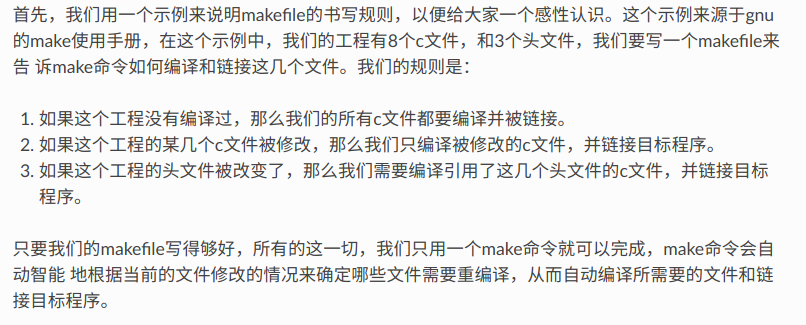 首先，我们用一个示例来说明makefile的书写规则，以便给大家一个感性认识。这个示例来源于gnu
的make使用手册，在这个示例中，我们的工程有8个c文件，和3个头文件，我们要写一个makefile来
告 诉make命令如何编译和链接这几个文件。我们的规则是：
1. 如果这个工程没有编译过，那么我们的所有c文件都要编译并被链接。
2. 如果这个工程的某几个c文件被修改，那么我们只编译被修改的c文件，并链接目标程序。
3. 如果这个工程的头文件被改变了，那么我们需要编译引用了这几个头文件的c文件，并链接目标
程序。
只要我们的makefile写得够好，所有的这一切，我们只用一个make命令就可以完成，make命令会自
动智能 地根据当前的文件修改的情况来确定哪些文件需要重编译，从而自动编译所需要的文件和链
接目标程序。